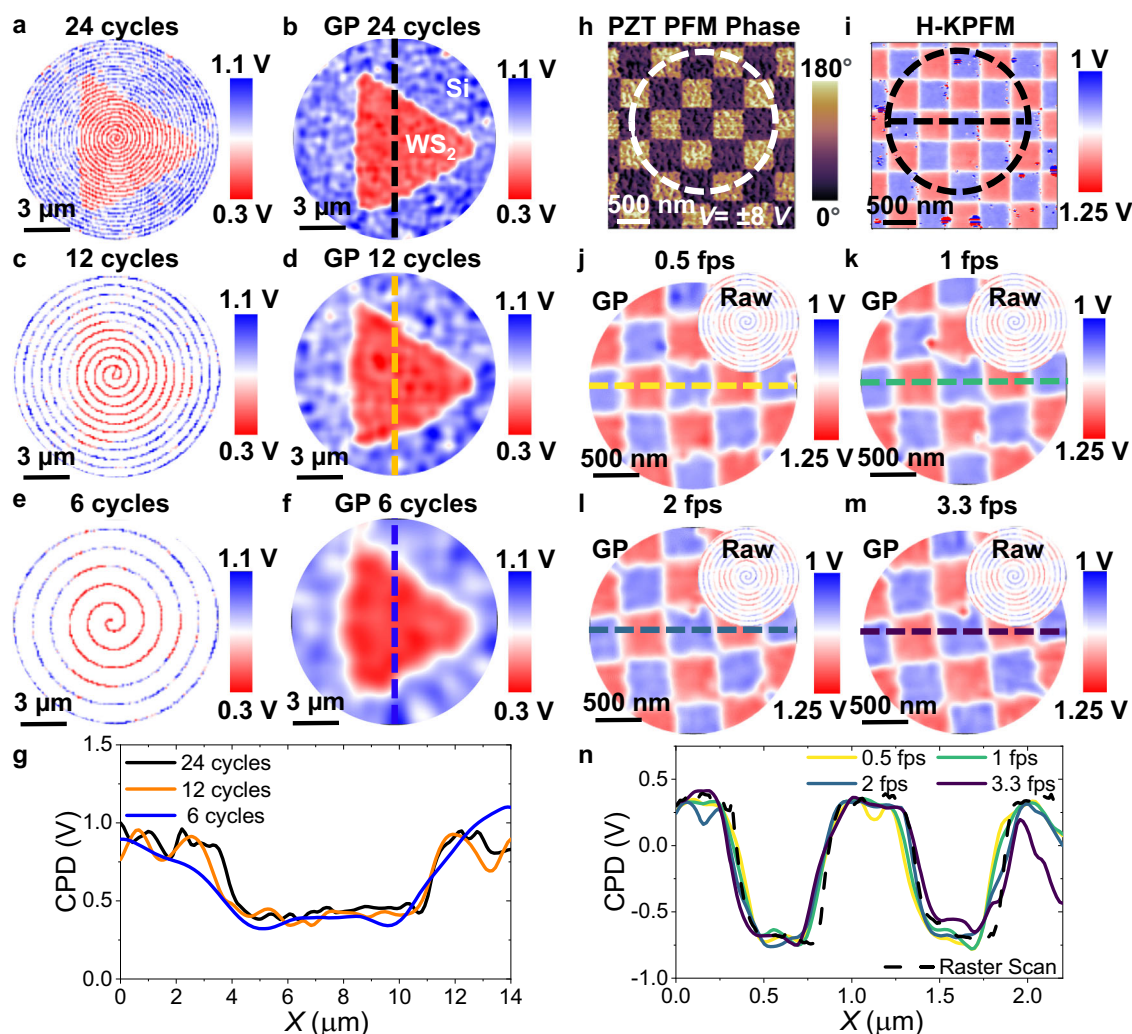 a 24 cycles
1.1 V
0.3 V
3 µm
b GP 24 cycles
Si
WS2
1.1 V
0.3 V
3 µm
c 12 cycles
1.1 V
0.3 V
3 µm
d GP 12 cycles
1.1 V
0.3 V
3 µm
e 6 cycles
1.1 V
0.3 V
3 µm
f GP 6 cycles
1.1 V
0.3 V
3 µm
g
1.5
1.0
0.5
0.0
CPD (V)
24 cycles
12 cycles
6 cycles
0 2 4 6 8 10 12 14
X (µm)
h PZT PFM Phase
180°
0°
500 nm
V= ±8 V
i H-KPFM
1 V
1.25 V
500 nm
j 0.5 fps
GP
Raw
1 V
1.25 V
500 nm
k 1 fps
GP
Raw
1 V
1.25 V
500 nm
l 2 fps
GP
Raw
1 V
1.25 V
500 nm
m 3.3 fps
GP
Raw
1 V
1.25 V
500 nm
n
0.5
0.0
-0.5
-1.0
CPD (V)
0.5 fps 1 fps
2 fps 3.3 fps
Raster Scan
0.0 0.5 1.0 1.5 2.0
X (µm)